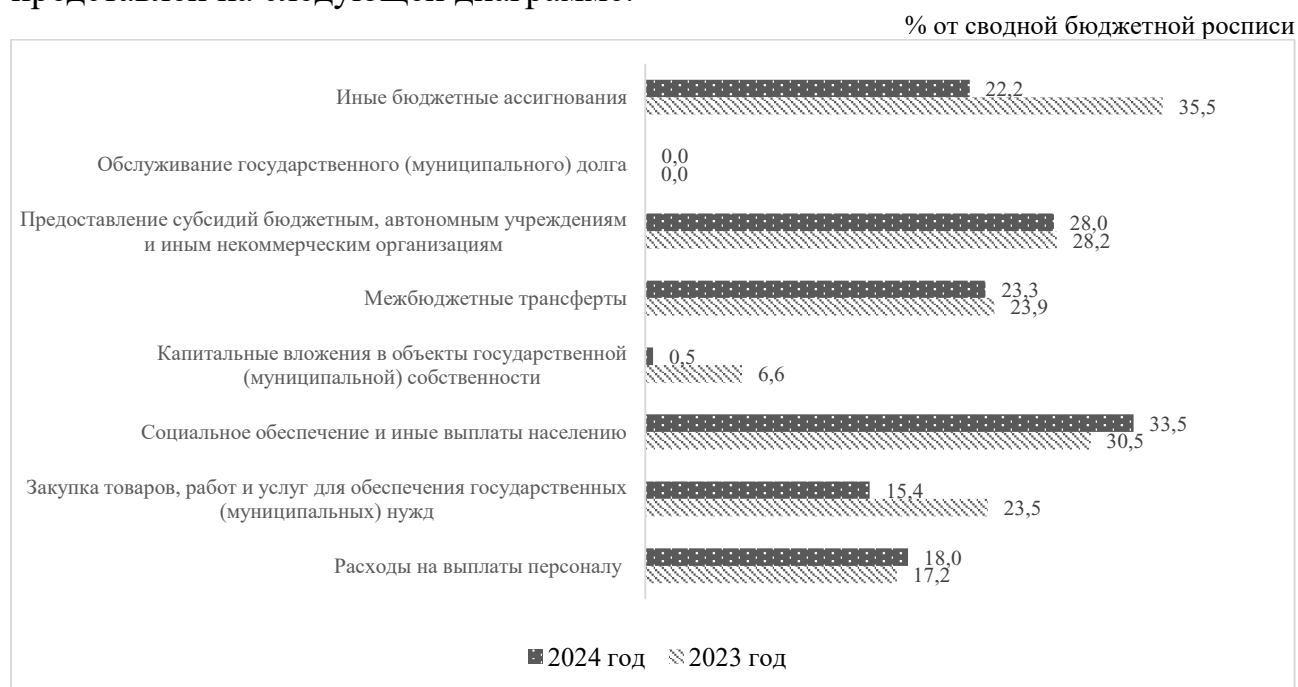 представлен на следующей диаграмме:
% от сводной бюджетной росписи
Иные бюджетные ассигнования
22,2
35,5
Обслуживание государственного (муниципального) долга
0,0
0,0
Предоставление субсидий бюджетным, автономным учреждениям
и иным некоммерческим организациям
28,0
28,2
Межбюджетные трансферты
23,3
23,9
Капитальные вложения в объекты государственной
(муниципальной) собственности
0,5
6,6
Социальное обеспечение и иные выплаты населению
33,5
30,5
Закупка товаров, работ и услуг для обеспечения государственных
(муниципальных) нужд
15,4
23,5
Расходы на выплаты персоналу
18,0
17,2
2024 год 2023 год